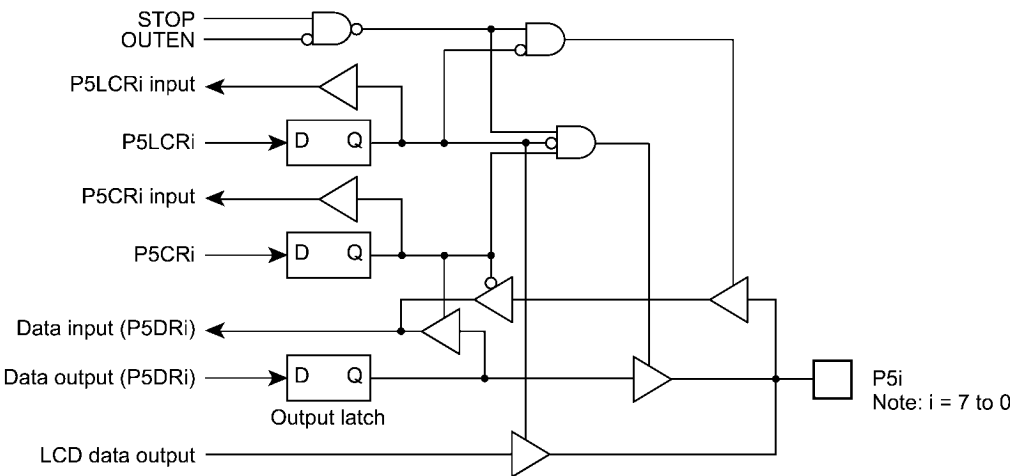 STOP
OUTEN
P5LCRi input
P5LCRi
D Q
P5CRi input
P5CRi
D Q
Data input (P5DRi)
Data output (P5DRi)
D Q
Output latch
P5i
Note: i = 7 to 0
LCD data output